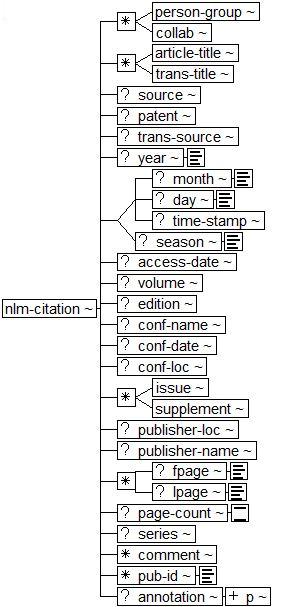 * person-group ~
collab ~
* article-title ~
trans-title ~
? source ~
? patent ~
? trans-source ~
? year ~
? month ~
? day ~
? time-stamp ~
? season ~
? access-date ~
? volume ~
? edition ~
nlm-citation ~
? conf-name ~
? conf-date ~
? conf-loc ~
* issue ~
supplement ~
? publisher-loc ~
? publisher-name ~
* ? fpage ~
? lpage ~
? page-count ~
? series ~
* comment ~
* pub-id ~
? annotation ~ + p ~